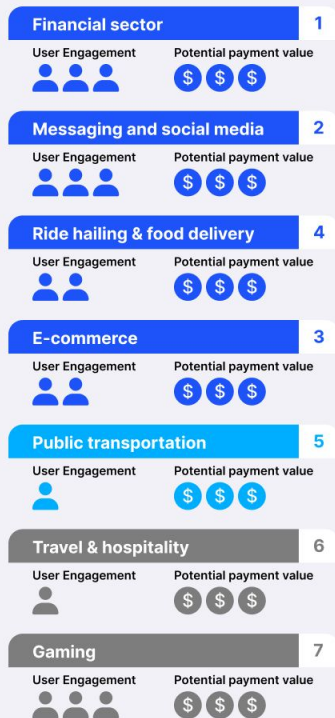 Financial sector 1
User Engagement Potential payment value
$ $ $
Messaging and social media 2
User Engagement Potential payment value
$ $ $
Ride hailing & food delivery 4
User Engagement Potential payment value
$ $ $
E-commerce 3
User Engagement Potential payment value
$ $ $
Public transportation 5
User Engagement Potential payment value
$ $ $
Travel & hospitality 6
User Engagement Potential payment value
$ $ $
Gaming 7
User Engagement Potential payment value
$ $ $